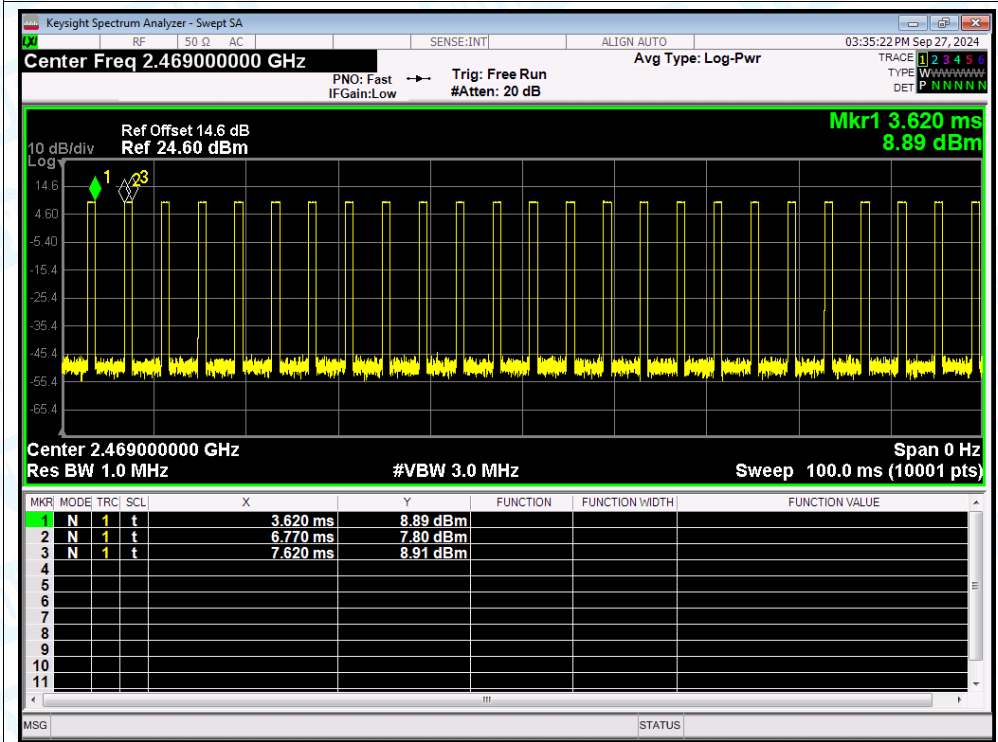 Keysight Spectrum Analyzer - Swept SA
LXI RF 50 Ω AC SENSE:INT ALIGN AUTO 03:35:22 PM Sep 27, 2024
Center Freq 2.469000000 GHz
PNO: Fast
IFGain:Low
Trig: Free Run
#Atten: 20 dB
Avg Type: Log-Pwr
TRACE 1 2 3 4 5 6
TYPE WWWWWW
DET P N N N N N
Mkr1 3.620 ms
8.89 dBm
10 dB/div
Log
Ref Offset 14.6 dB
Ref 24.60 dBm
1
2 3
14.6
4.60
-5.40
-15.4
-25.4
-35.4
-45.4
-55.4
-65.4
Center 2.469000000 GHz Span 0 Hz
Res BW 1.0 MHz #VBW 3.0 MHz Sweep 100.0 ms (10001 pts)
MKR MODE TRC SCL X Y FUNCTION FUNCTION WIDTH FUNCTION VALUE
1 N 1 t 3.620 ms 8.89 dBm
2 N 1 t 6.770 ms 7.80 dBm
3 N 1 t 7.620 ms 8.91 dBm
4
5
6
7
8
9
10
11
MSG STATUS